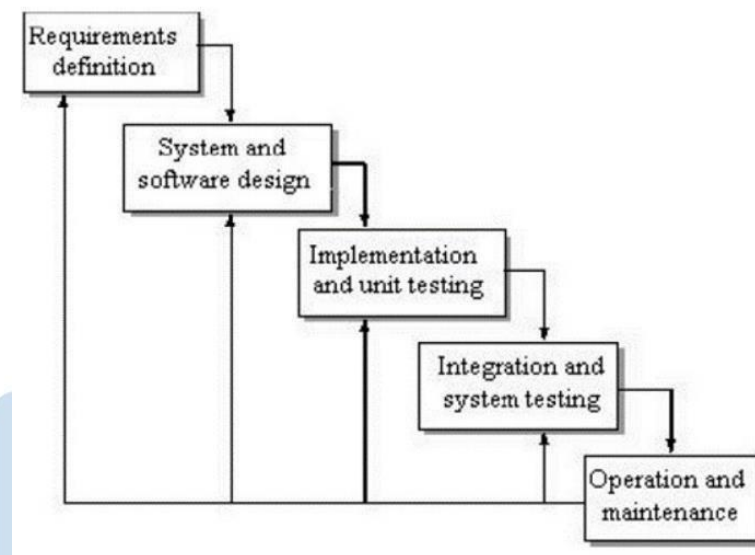 Requirements
definition
System and
software design
Implementation
and unit testing
Integration and
system testing
Operation and
maintenance